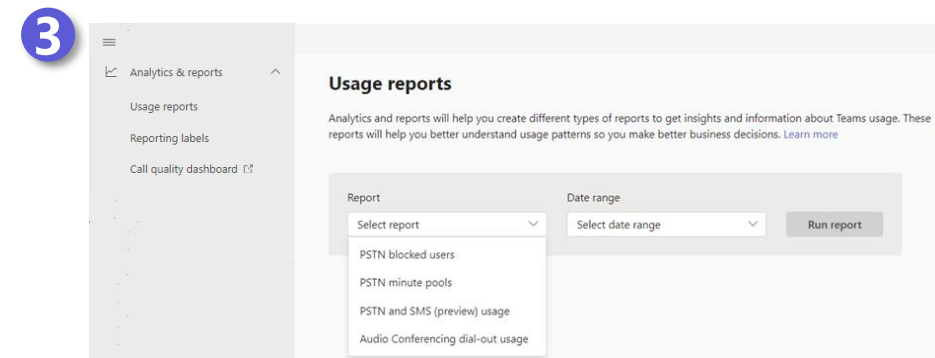 3
Analytics & reports
Usage reports
Reporting labels
Call quality dashboard
Usage reports
Analytics and reports will help you create different types of reports to get insights and information about Teams usage. These
reports will help you better understand usage patterns so you make better business decisions. Learn more
Report
Date range
Select report
Select date range
Run report
PSTN blocked users
PSTN minute pools
PSTN and SMS (preview) usage
Audio Conferencing dial-out usage